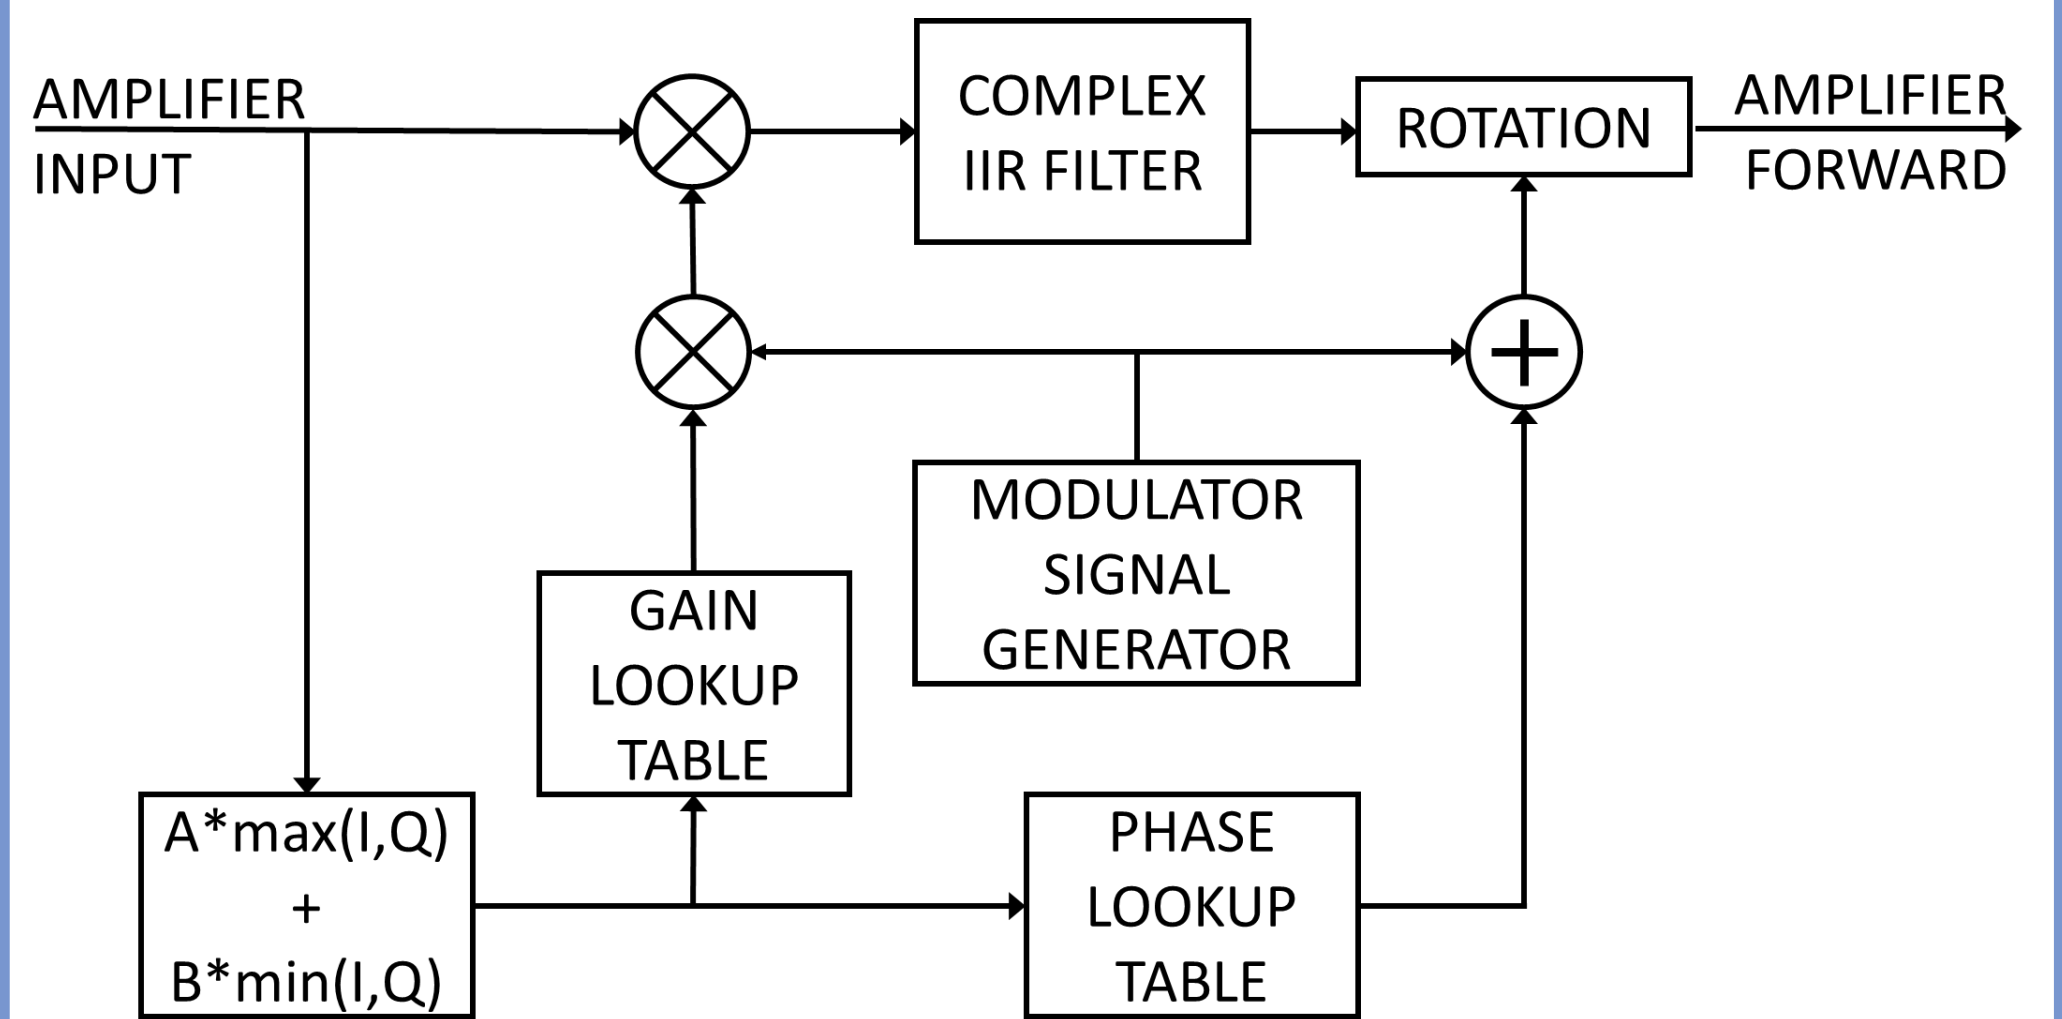 AMPLIFIER
INPUT
COMPLEX
IIR FILTER
ROTATION
AMPLIFIER
FORWARD
+
MODULATOR
SIGNAL
GENERATOR
GAIN
LOOKUP
TABLE
A*max(I,Q)
+
B*min(I,Q)
PHASE
LOOKUP
TABLE